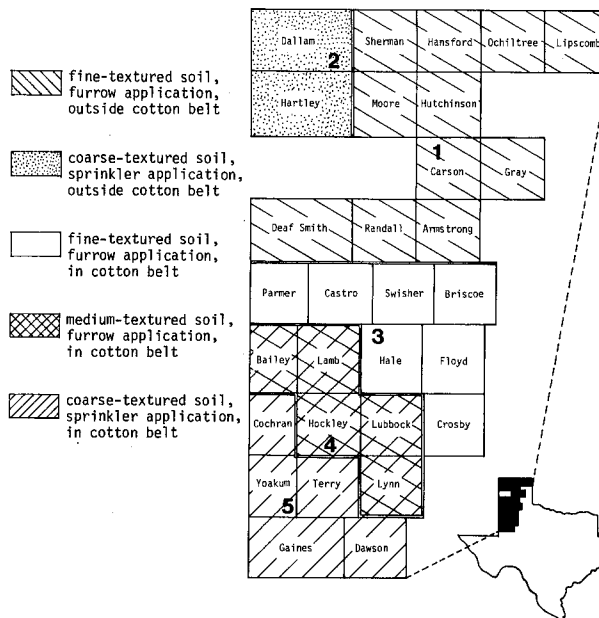 Dallam
Sherman
Hansford
Ochiltree
Lipscomb
2
fine-textured soil,
furrow application,
outside cotton belt
Hartley
Moore
Hutchinson
1
coarse-textured soil,
sprinkler application,
outside cotton belt
Carson
Gray
Deaf Smith
Randall
Armstrong
fine-textured soil,
furrow application,
in cotton belt
Parmer
Castro
Swisher
Briscoe
3
medium-textured soil,
furrow application,
in cotton belt
Bailey
Lamb
Hale
Floyd
coarse-textured soil,
sprinkler application,
in cotton belt
Cochran
Hockley
Lubbock
Crosby
4
Yoakum
Terry
Lynn
5
Gaines
Dawson